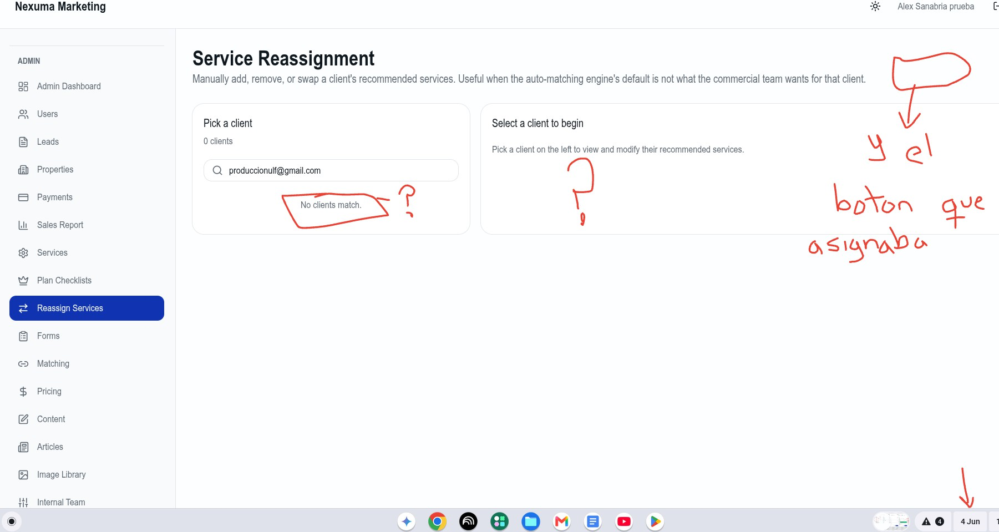 Nexuma Marketing
Alex Sanabria prueba
ADMIN
Admin Dashboard
Users
Leads
Properties
Payments
Sales Report
Services
Plan Checklists
Reassign Services
Forms
Matching
Pricing
Content
Articles
Image Library
Internal Team
Service Reassignment
Manually add, remove, or swap a client's recommended services. Useful when the auto-matching engine's default is not what the commercial team wants for that client.
Pick a client
0 clients
produccionulf@gmail.com
No clients match.
?
Select a client to begin
Pick a client on the left to view and modify their recommended services.
?
y el
boton que
asignaba
4
4 Jun
1